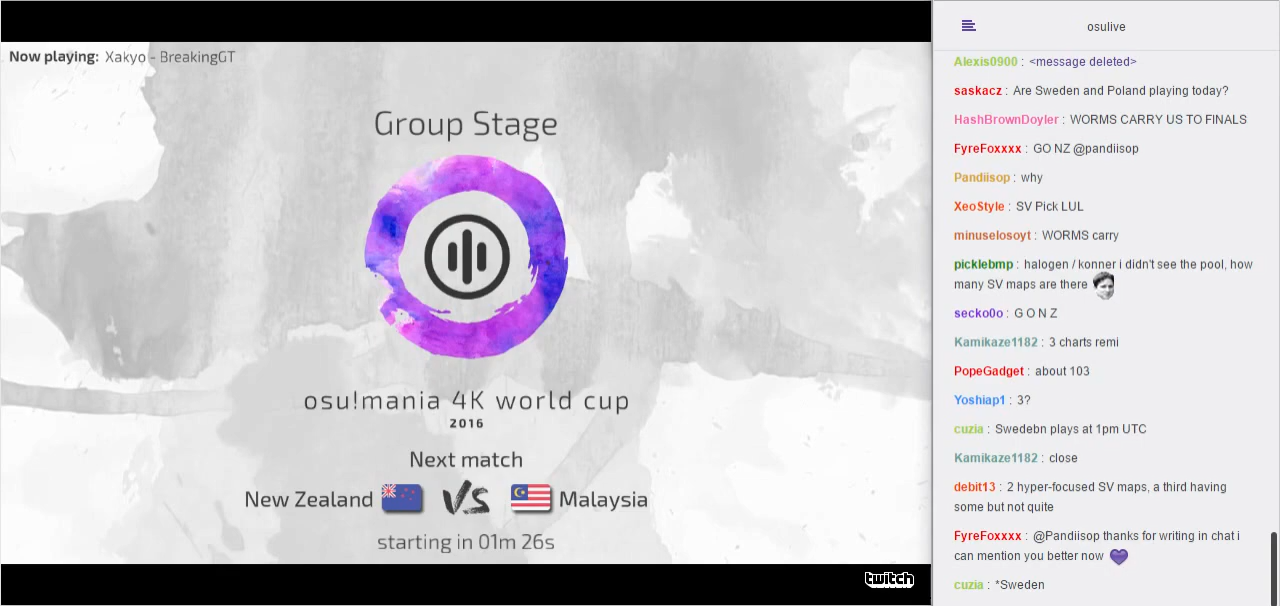 Now playing: Xakyo - BreakingGT
Group Stage
osu!mania 4K world cup
2016
Next match
New Zealand VS Malaysia
starting in 01m 26s
twitch
osulive
Alexis0900 : <message deleted>
saskacz : Are Sweden and Poland playing today?
HashBrownDoyler : WORMS CARRY US TO FINALS
FyreFoxxxx : GO NZ @pandiisop
Pandiisop : why
XeoStyle : SV Pick LUL
minuselosoyt : WORMS carry
picklebmp : halogen / konner i didn't see the pool, how
many SV maps are there
secko0o : G O N Z
Kamikaze1182 : 3 charts remi
PopeGadget : about 103
Yoshiap1 : 3?
cuzia : Swedebn plays at 1pm UTC
Kamikaze1182 : close
debit13 : 2 hyper-focused SV maps, a third having
some but not quite
FyreFoxxxx : @Pandiisop thanks for writing in chat i
can mention you better now
cuzia : *Sweden